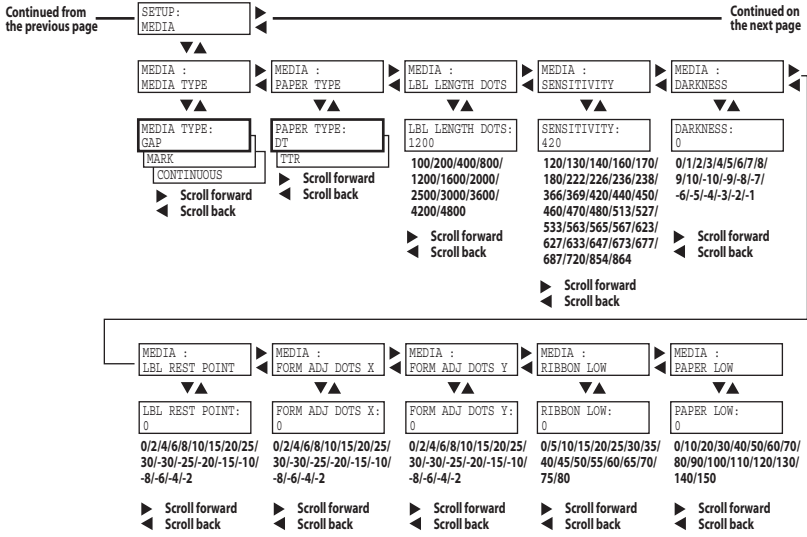 Continued from
the previous page
SETUP:
MEDIA
Continued on
the next page
MEDIA :
MEDIA TYPE
MEDIA :
PAPER TYPE
MEDIA :
LBL LENGTH DOTS
MEDIA :
SENSITIVITY
MEDIA :
DARKNESS
MEDIA TYPE:
GAP
MARK
CONTINUOUS
Scroll forward
Scroll back
PAPER TYPE:
DT
TTR
Scroll forward
Scroll back
LBL LENGTH DOTS:
1200
100/200/400/800/
1200/1600/2000/
2500/3000/3600/
4200/4800
Scroll forward
Scroll back
SENSITIVITY:
420
120/130/140/160/170/
180/222/226/236/238/
366/369/420/440/450/
460/470/480/513/527/
533/563/565/567/623/
627/633/647/673/677/
687/720/854/864
Scroll forward
Scroll back
DARKNESS:
0
0/1/2/3/4/5/6/7/8/
9/10/-10/-9/-8/-7/
-6/-5/-4/-3/-2/-1
Scroll forward
Scroll back
MEDIA :
LBL REST POINT
MEDIA :
FORM ADJ DOTS X
MEDIA :
FORM ADJ DOTS Y
MEDIA :
RIBBON LOW
MEDIA :
PAPER LOW
LBL REST POINT:
0
0/2/4/6/8/10/15/20/25/
30/-30/-25/-20/-15/-10/
-8/-6/-4/-2
Scroll forward
Scroll back
FORM ADJ DOTS X:
0
0/2/4/6/8/10/15/20/25/
30/-30/-25/-20/-15/-10/
-8/-6/-4/-2
Scroll forward
Scroll back
FORM ADJ DOTS Y:
0
0/2/4/6/8/10/15/20/25/
30/-30/-25/-20/-15/-10/
-8/-6/-4/-2
Scroll forward
Scroll back
RIBBON LOW:
0
0/5/10/15/20/25/30/35/
40/45/50/55/60/65/70/
75/80
Scroll forward
Scroll back
PAPER LOW:
0
0/10/20/30/40/50/60/70/
80/90/100/110/120/130/
140/150
Scroll forward
Scroll back